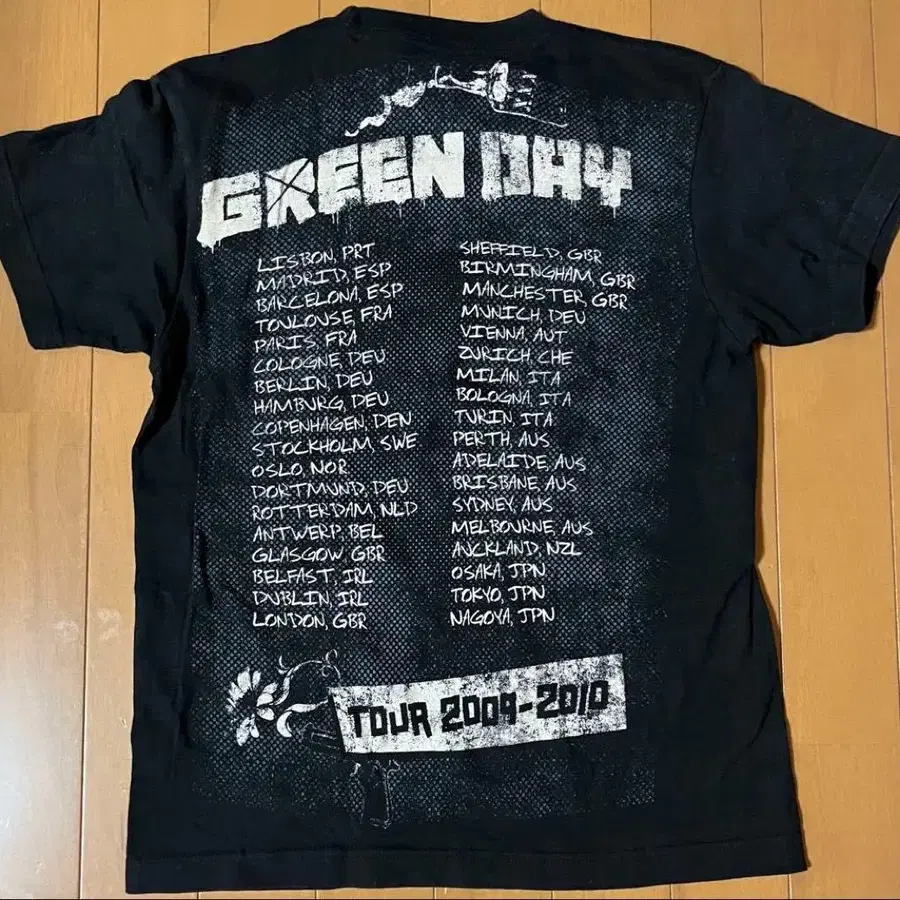 GREEN DAY
LISBON, PRT
MADRID, ESP
BARCELONA, ESP
TOULOUSE, FRA
PARIS, FRA
COLOGNE, DEU
BERLIN, DEU
HAMBURG, DEU
COPENHAGEN, DEN
STOCKHOLM, SWE
OSLO, NOR
DORTMUND, DEU
ROTTERDAM, NLD
ANTWERP, BEL
GLASGOW, GBR
BELFAST, IRL
DUBLIN, IRL
LONDON, GBR
SHEFFIELD, GBR
BIRMINGHAM, GBR
MANCHESTER, GBR
MUNICH, DEU
VIENNA, AUT
ZURICH, CHE
MILAN, ITA
BOLOGNA, ITA
TURIN, ITA
PERTH, AUS
ADELAIDE, AUS
BRISBANE, AUS
SYDNEY, AUS
MELBOURNE, AUS
AUCKLAND, NZL
OSAKA, JPN
TOKYO, JPN
NAGOYA, JPN
TOUR 2009-2010